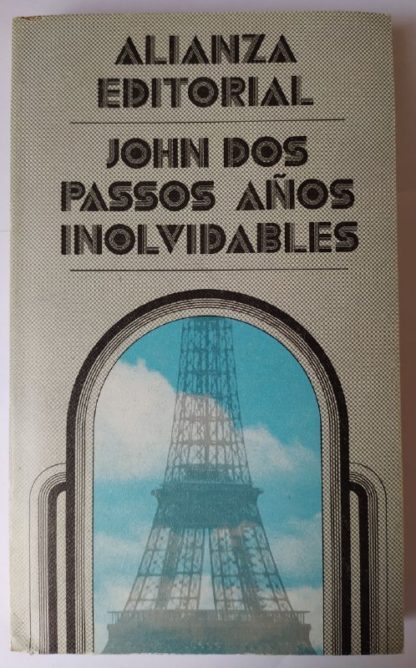 ALIANZA
EDITORIAL
JOHN DOS
PASSOS AÑOS
INOLVIDABLES